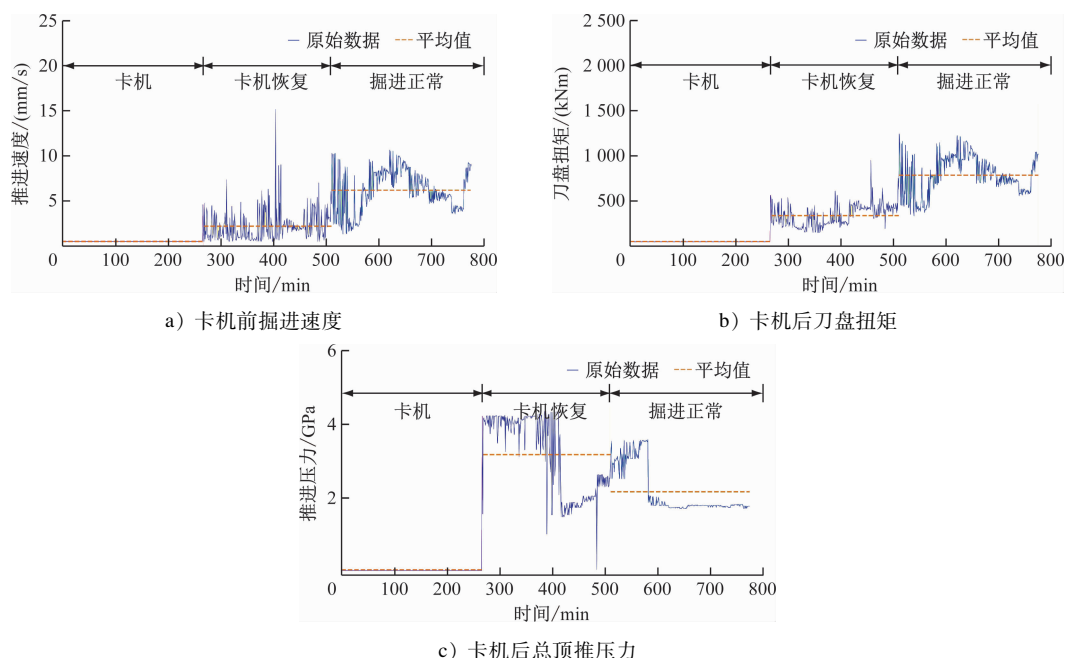 25
原始数据 平均值
20
卡机 卡机恢复 掘进正常
15
10
5
推进速度/(mm/s)
0 100 200 300 400 500 600 700 800
时间/min
a）卡机前掘进速度
2 500
原始数据 平均值
2 000
卡机 卡机恢复 掘进正常
1 500
1 000
500
刀盘扭矩/(kNm)
0 100 200 300 400 500 600 700 800
时间/min
b）卡机后刀盘扭矩
6
原始数据 平均值
卡机 卡机恢复 掘进正常
4
2
推进压力/GPa
0 100 200 300 400 500 600 700 800
时间/min
c）卡机后总顶推压力